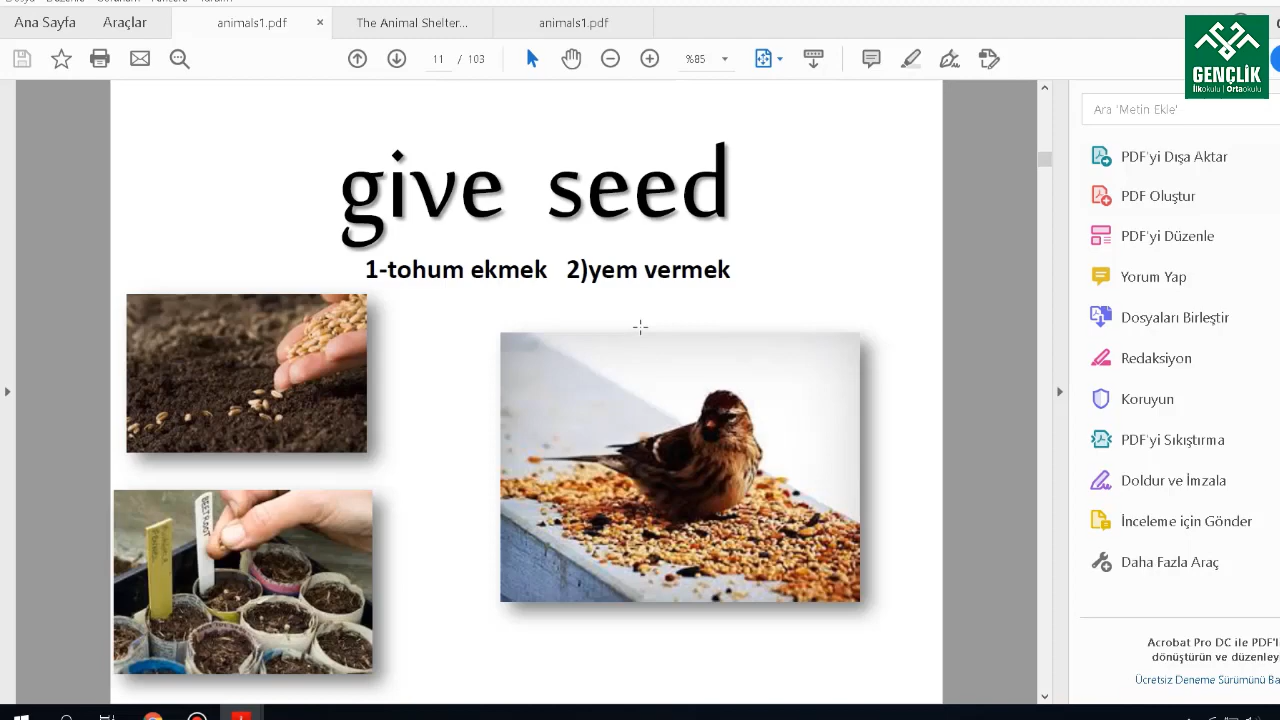 Ana Sayfa Araçlar animals1.pdf × The Animal Shelter... animals1.pdf
GENÇLİK
İlkokulu | Ortaokulu
11 / 103 %85
Ara 'Metin Ekle'
give seed
1-tohum ekmek 2)yem vermek
PDF'yi Dışa Aktar
PDF Oluştur
PDF'yi Düzenle
Yorum Yap
Dosyaları Birleştir
Redaksiyon
Koruyun
PDF'yi Sıkıştırma
Doldur ve İmzala
İnceleme için Gönder
Daha Fazla Araç
Acrobat Pro DC ile PDF'l
dönüştürün ve düzenley
Ücretsiz Deneme Sürümünü Ba